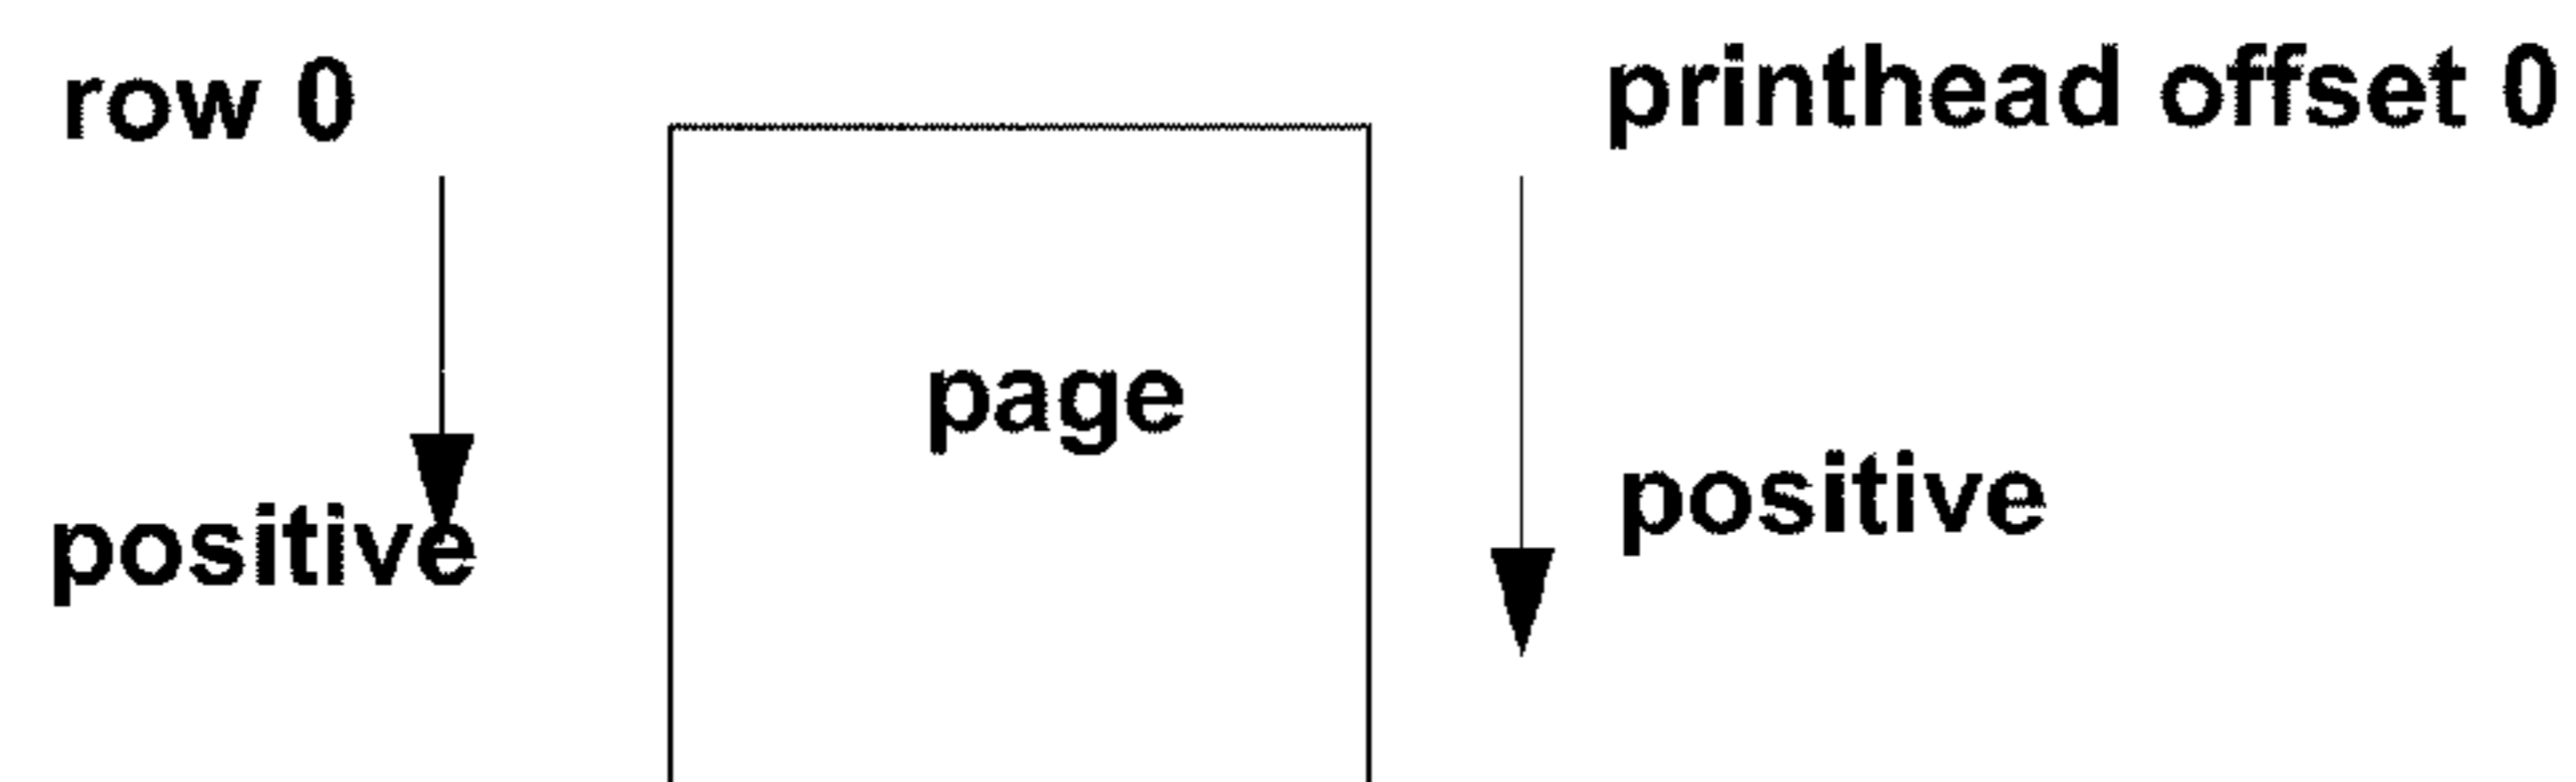 row 0
printhead offset 0
page
positive
positive